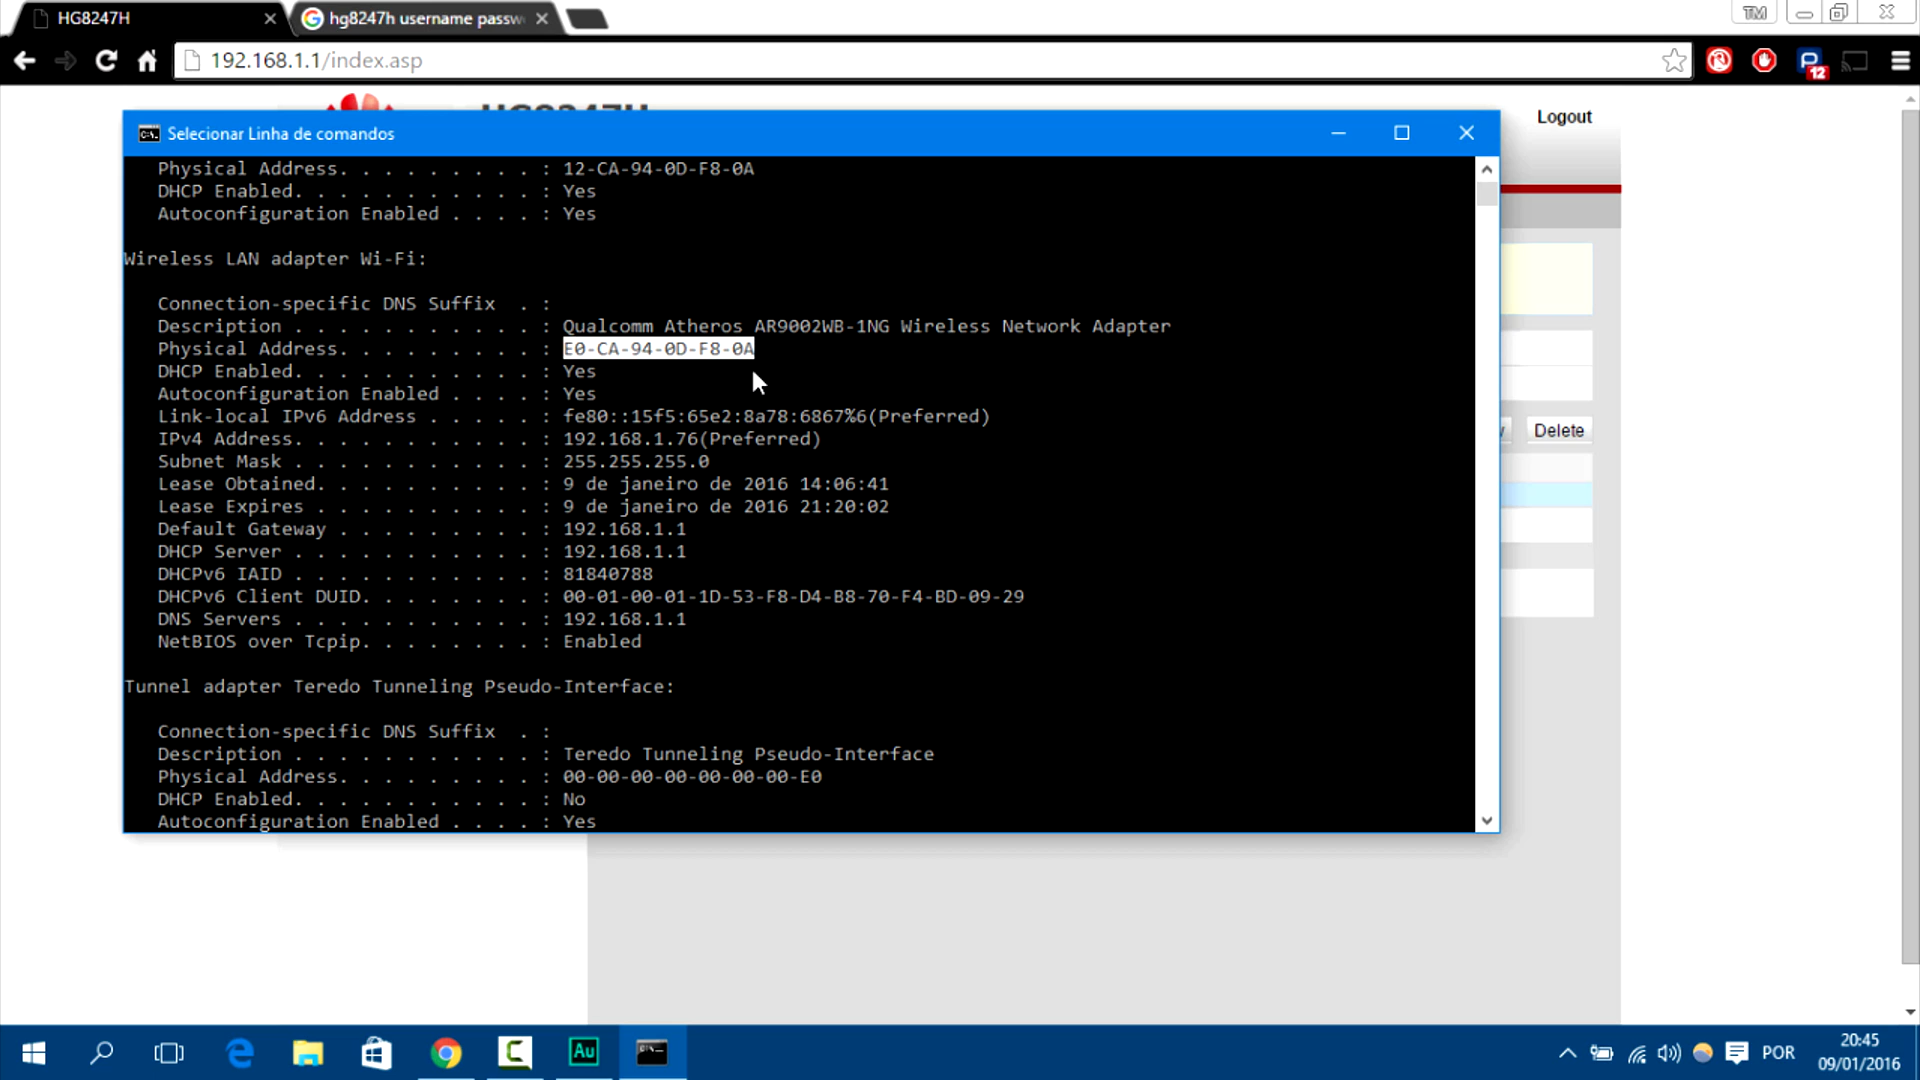 HG8247H
hg8247h username passw
TM
192.168.1.1/index.asp
12
Logout
Selecionar Linha de comandos
Physical Address. . . . . . . . . : 12-CA-94-0D-F8-0A
DHCP Enabled. . . . . . . . . . . : Yes
Autoconfiguration Enabled . . . . : Yes
Wireless LAN adapter Wi-Fi:
Connection-specific DNS Suffix  . :
Description . . . . . . . . . . . : Qualcomm Atheros AR9002WB-1NG Wireless Network Adapter
Physical Address. . . . . . . . . : E0-CA-94-0D-F8-0A
DHCP Enabled. . . . . . . . . . . : Yes
Autoconfiguration Enabled . . . . : Yes
Link-local IPv6 Address . . . . . : fe80::15f5:65e2:8a78:6867%6(Preferred)
IPv4 Address. . . . . . . . . . . : 192.168.1.76(Preferred)
Subnet Mask . . . . . . . . . . . : 255.255.255.0
Lease Obtained. . . . . . . . . . : 9 de janeiro de 2016 14:06:41
Lease Expires . . . . . . . . . . : 9 de janeiro de 2016 21:20:02
Default Gateway . . . . . . . . . : 192.168.1.1
DHCP Server . . . . . . . . . . . : 192.168.1.1
DHCPv6 IAID . . . . . . . . . . . : 81840788
DHCPv6 Client DUID. . . . . . . . : 00-01-00-01-1D-53-F8-D4-B8-70-F4-BD-09-29
DNS Servers . . . . . . . . . . . : 192.168.1.1
NetBIOS over Tcpip. . . . . . . . : Enabled
Delete
Tunnel adapter Teredo Tunneling Pseudo-Interface:
Connection-specific DNS Suffix  . :
Description . . . . . . . . . . . : Teredo Tunneling Pseudo-Interface
Physical Address. . . . . . . . . : 00-00-00-00-00-00-00-E0
DHCP Enabled. . . . . . . . . . . : No
Autoconfiguration Enabled . . . . : Yes
Au
POR
20:45
09/01/2016